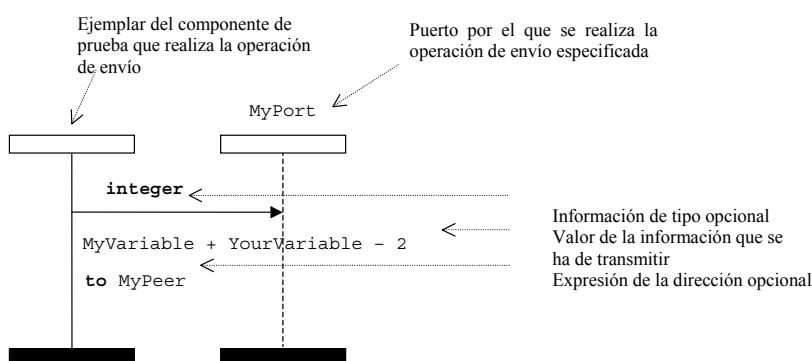 Ejemplar del componente de
prueba que realiza la operación
de envío
Puerto por el que se realiza la
operación de envío especificada
MyPort
integer
MyVariable + YourVariable – 2
to MyPeer
Información de tipo opcional
Valor de la información que se
ha de transmitir
Expresión de la dirección opcional